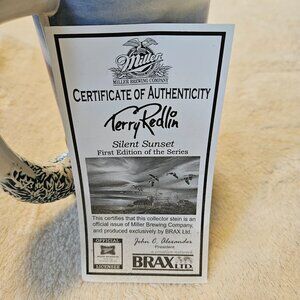 Miller
MILLER BREWING COMPANY
CERTIFICATE OF AUTHENTICITY
Terry Redlin
Silent Sunset
First Edition of the Series
This certifies that this collector stein is an
official issue of Miller Brewing Company,
and produced exclusively by BRAX Ltd.
John O. Alexander
President
OFFICIAL
LICENSEE
BRAX LTD.